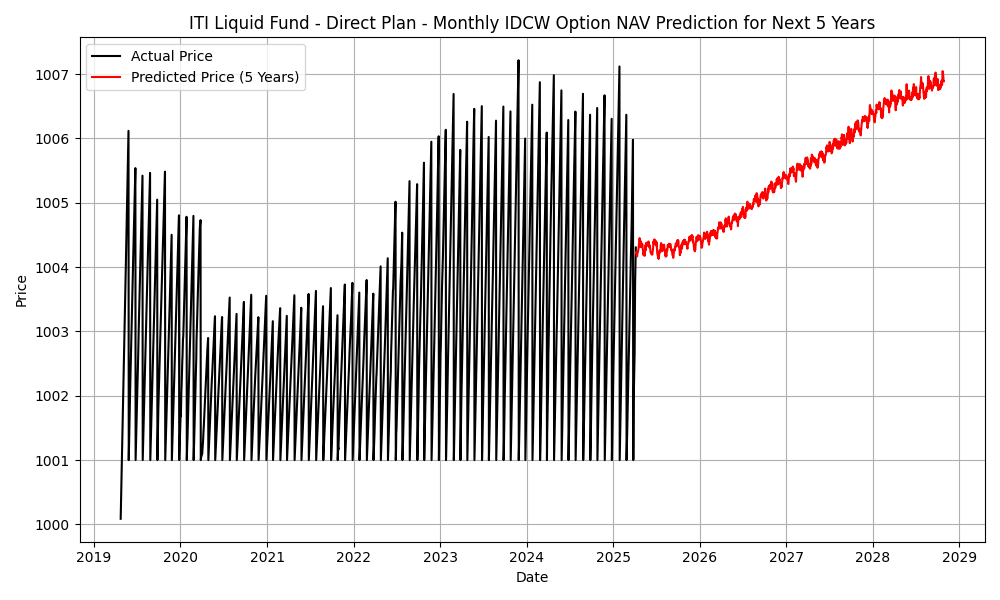 ITI Liquid Fund - Direct Plan - Monthly IDCW Option NAV Prediction for Next 5 Years
Actual Price
Predicted Price (5 Years)
Price
1007
1006
1005
1004
1003
1002
1001
1000
2019 2020 2021 2022 2023 2024 2025 2026 2027 2028 2029
Date